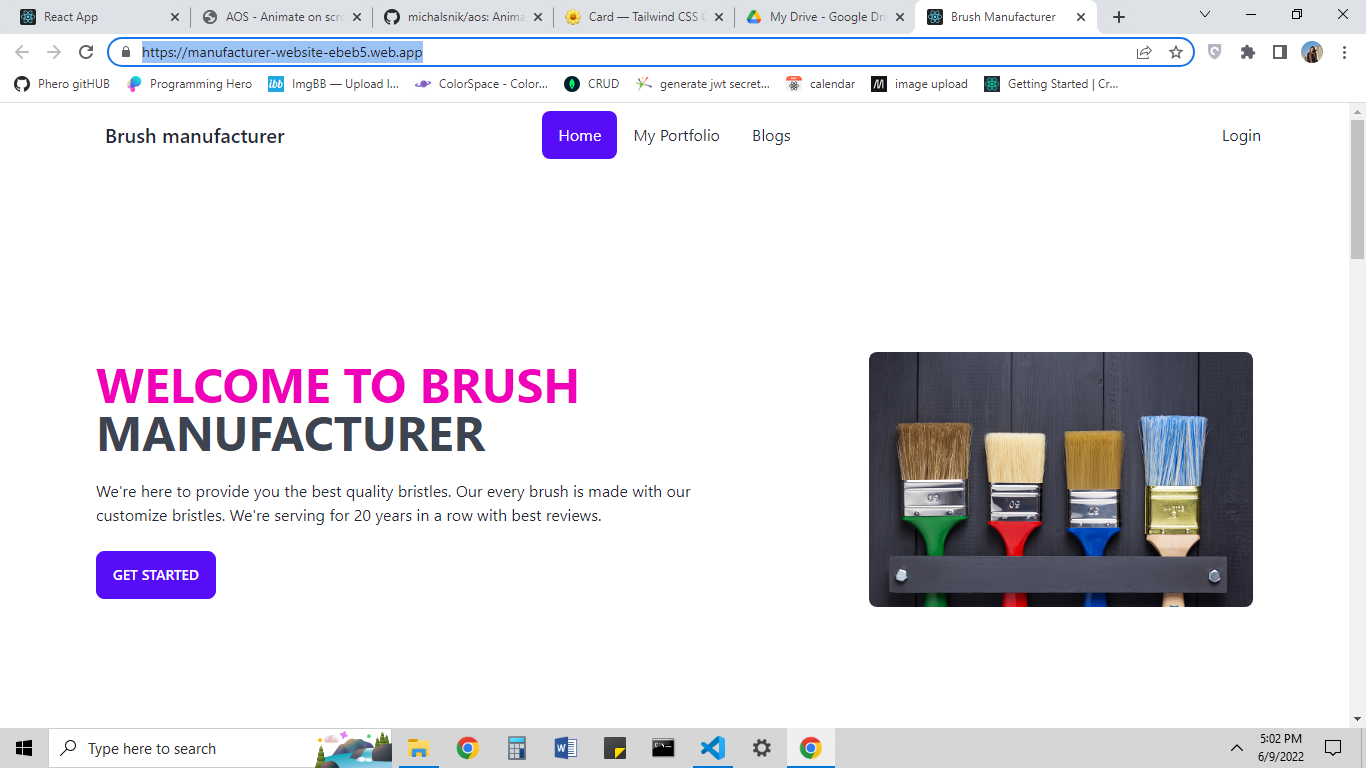 React App
AOS - Animate on scro
michalsnik/aos: Anima
Card — Tailwind CSS C
My Drive - Google Dri
Brush Manufacturer
https://manufacturer-website-ebeb5.web.app
Phero gitHUB
Programming Hero
ibb
ImgBB — Upload I...
ColorSpace - Color...
CRUD
generate jwt secret...
calendar
image upload
Getting Started | Cr...
Brush manufacturer
Home
My Portfolio
Blogs
Login
WELCOME TO BRUSH
MANUFACTURER
We're here to provide you the best quality bristles. Our every brush is made with our
customize bristles. We're serving for 20 years in a row with best reviews.
GET STARTED
Type here to search
5:02 PM
6/9/2022